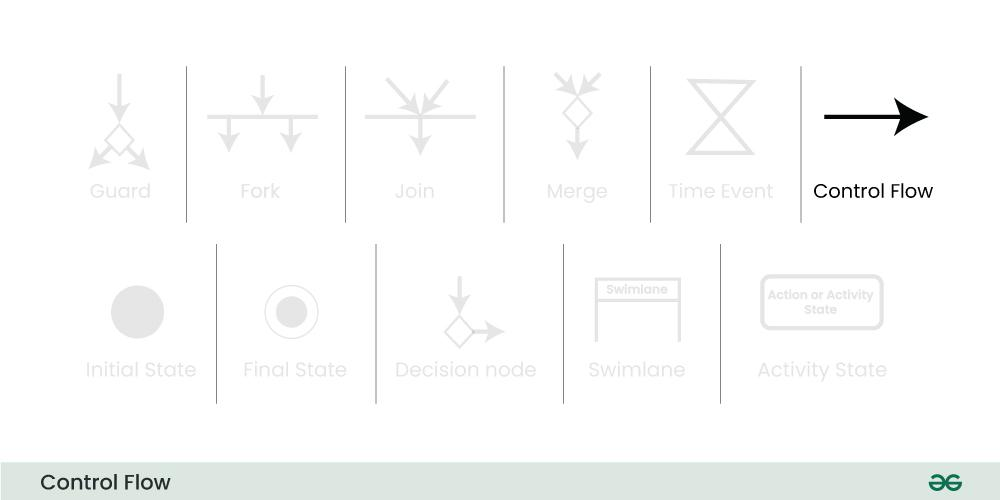 Guard
Fork
Join
Merge
Time Event
Control Flow
Swimlane
Action or Activity
State
Initial State
Final State
Decision node
Swimlane
Activity State
Control Flow